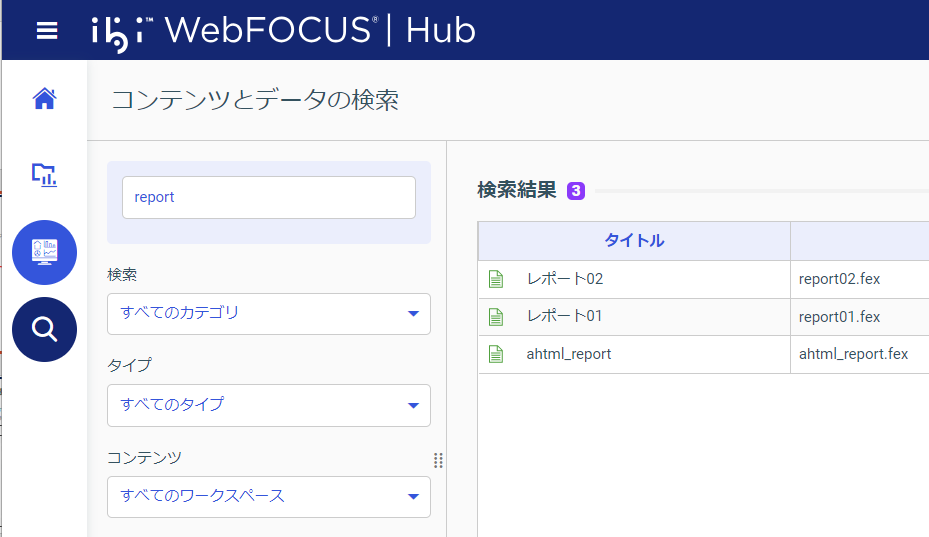 ibi™ WebFOCUS® | Hub
コンテンツとデータの検索
report
検索
すべてのカテゴリ
タイプ
すべてのタイプ
コンテンツ
すべてのワークスペース
検索結果 3
タイトル
レポート02 report02.fex
レポート01 report01.fex
ahtml_report ahtml_report.fex